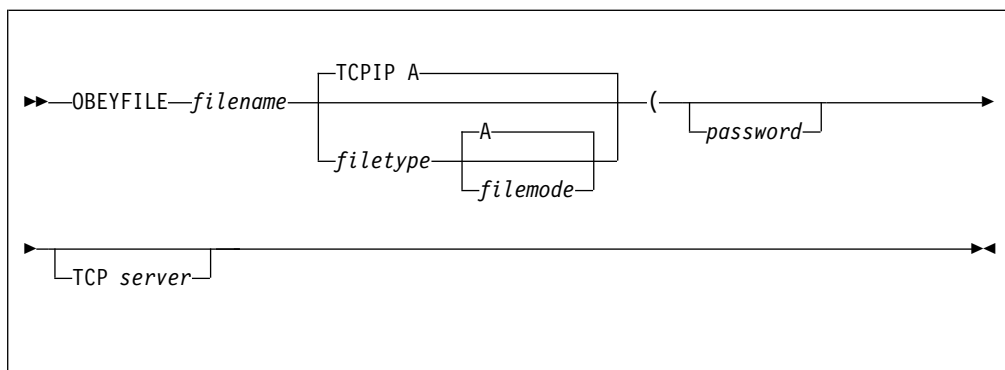 TCPIP A
OBEYFILE filename (
password
A
filetype
filemode
TCP server